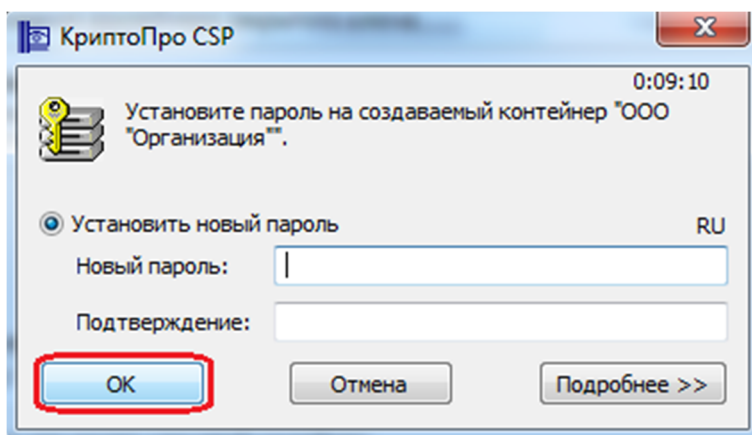 КриптоПро CSP
0:09:10
Установите пароль на создаваемый контейнер "ООО
"Организация"".
Установить новый пароль
RU
Новый пароль:
Подтверждение:
OK
Отмена
Подробнее >>